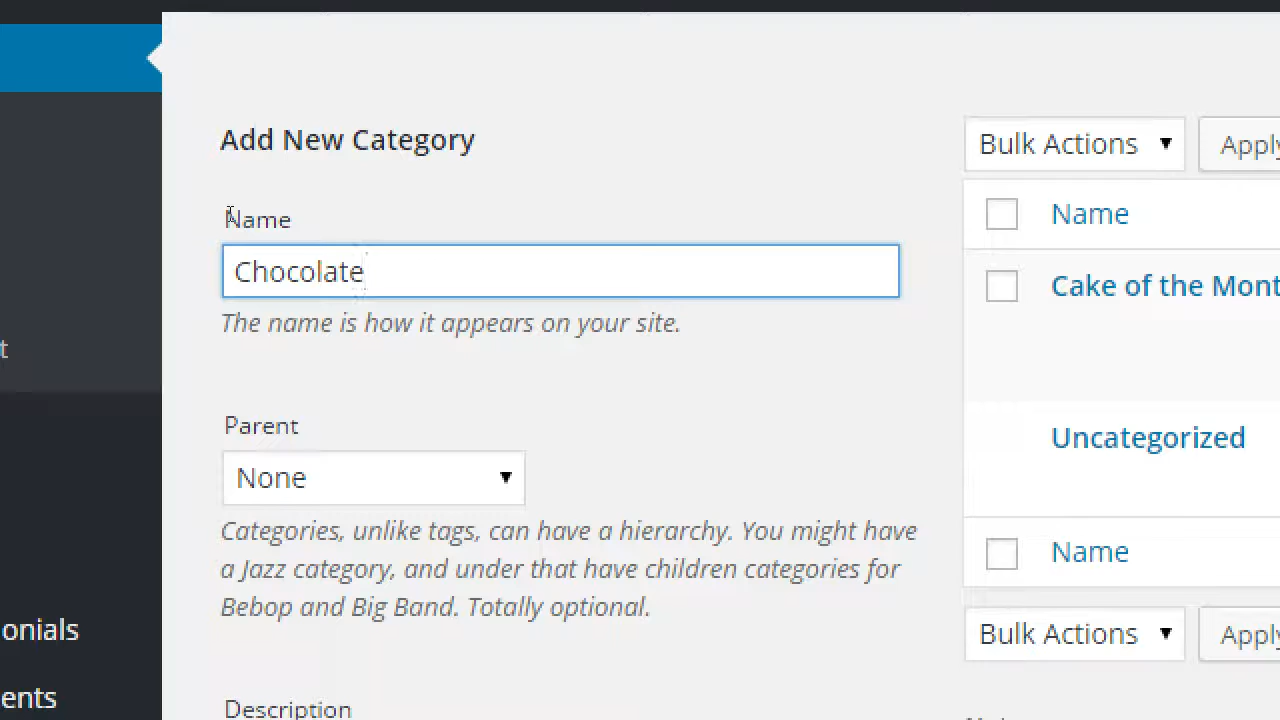 Add New Category
Name
Chocolate
The name is how it appears on your site.
Parent
None
Categories, unlike tags, can have a hierarchy. You might have
a Jazz category, and under that have children categories for
Bebop and Big Band. Totally optional.
Description
Bulk Actions
Apply
Name
Cake of the Mont
Uncategorized
Name
Bulk Actions
Apply
t
onials
ents